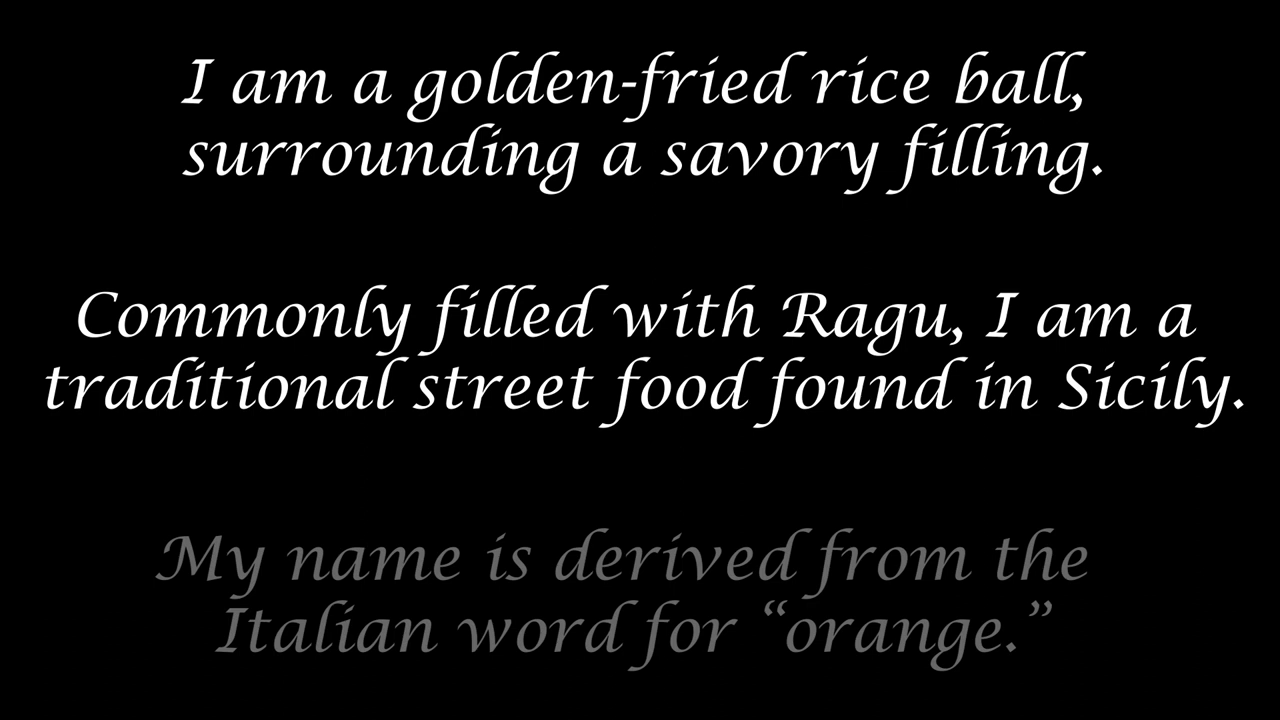 I am a golden-fried rice ball,
surrounding a savory filling.
Commonly filled with Ragu, I am a
traditional street food found in Sicily.
My name is derived from the
Italian word for “orange.”